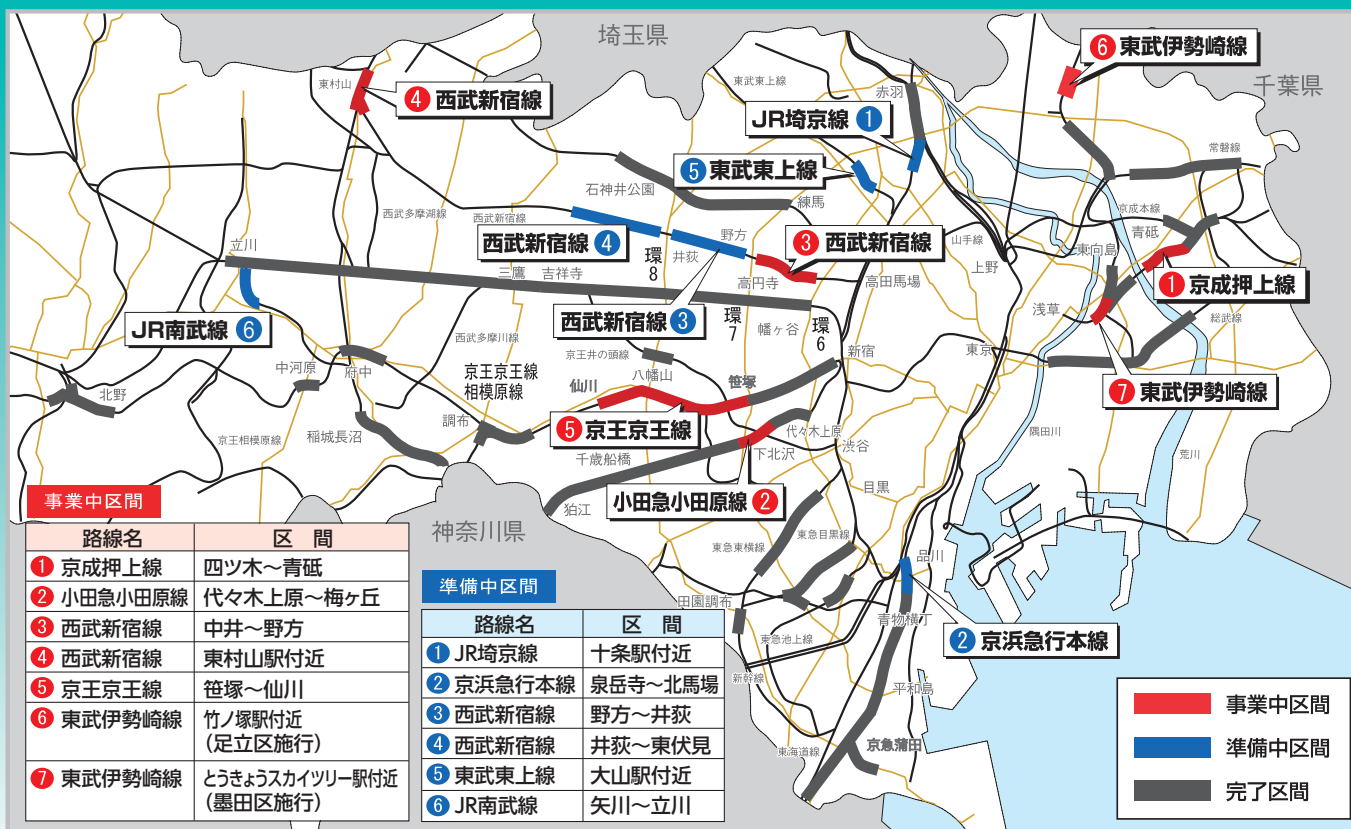 埼玉県
千葉県
神奈川県
東村山
④ 西武新宿線
東武東上線
赤羽
⑥ 東武伊勢崎線
JR埼京線 ①
⑤ 東武東上線
常磐線
石神井公園
練馬
西武多摩湖線
西武新宿線
京成本線
青砥
西武新宿線 ④
環8
井荻
野方
③ 西武新宿線
山手線
上野
東向島
立川
三鷹
吉祥寺
高円寺
高田馬場
① 京成押上線
浅草
総武線
JR南武線 ⑥
西武新宿線 ③
環7
幡ヶ谷
環6
西武多摩川線
京王井の頭線
新宿
東京
中河原
府中
京王京王線
相模原線
仙川
八幡山
笹塚
⑦ 東武伊勢崎線
北野
調布
京王相模原線
稲城長沼
⑤ 京王京王線
代々木上原
千歳船橋
下北沢
渋谷
隅田川
荒川
目黒
小田急小田原線 ②
狛江
東急東横線
東急目黒線
品川
田園調布
青物横丁
東急池上線
② 京浜急行本線
新幹線
平和島
東海道線
京急蒲田
事業中区間
路線名 区 間
① 京成押上線 四ツ木～青砥
② 小田急小田原線 代々木上原～梅ヶ丘
③ 西武新宿線 中井～野方
④ 西武新宿線 東村山駅付近
⑤ 京王京王線 笹塚～仙川
⑥ 東武伊勢崎線 竹ノ塚駅付近
(足立区施行)
⑦ 東武伊勢崎線 とうきょうスカイツリー駅付近
(墨田区施行)
準備中区間
路線名 区 間
① JR埼京線 十条駅付近
② 京浜急行本線 泉岳寺～北馬場
③ 西武新宿線 野方～井荻
④ 西武新宿線 井荻～東伏見
⑤ 東武東上線 大山駅付近
⑥ JR南武線 矢川～立川
事業中区間
準備中区間
完了区間